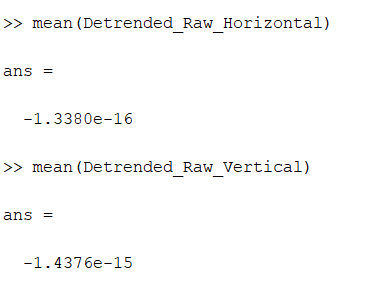 >> mean(Detrended_Raw_Horizontal)
ans =
-1.3380e-16
>> mean(Detrended_Raw_Vertical)
ans =
-1.4376e-15